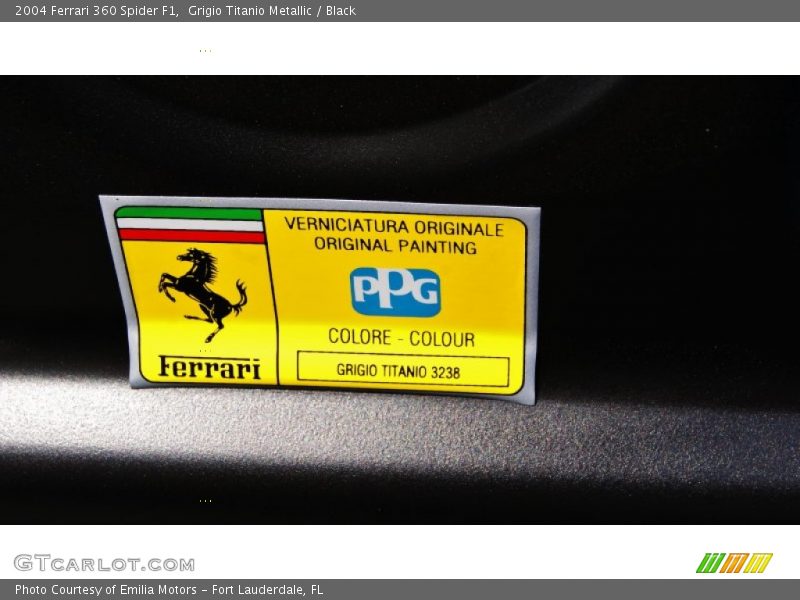 2004 Ferrari 360 Spider F1,  Grigio Titanio Metallic / Black
VERNICIATURA ORIGINALE
ORIGINAL PAINTING
PPG
COLORE - COLOUR
GRIGIO TITANIO 3238
Ferrari
GTCARLOT.COM
Photo Courtesy of Emilia Motors - Fort Lauderdale, FL